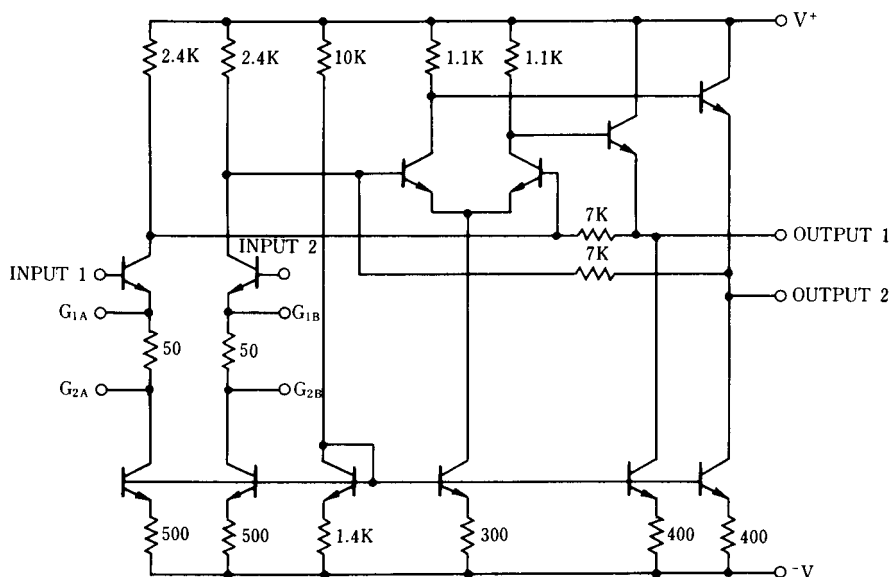 V+
2.4K 2.4K 10K 1.1K 1.1K
7K
OUTPUT 1
INPUT 2
7K
INPUT 1
OUTPUT 2
G1A G1B
50 50
G2A G2B
500 500 1.4K 300 400 400
-V